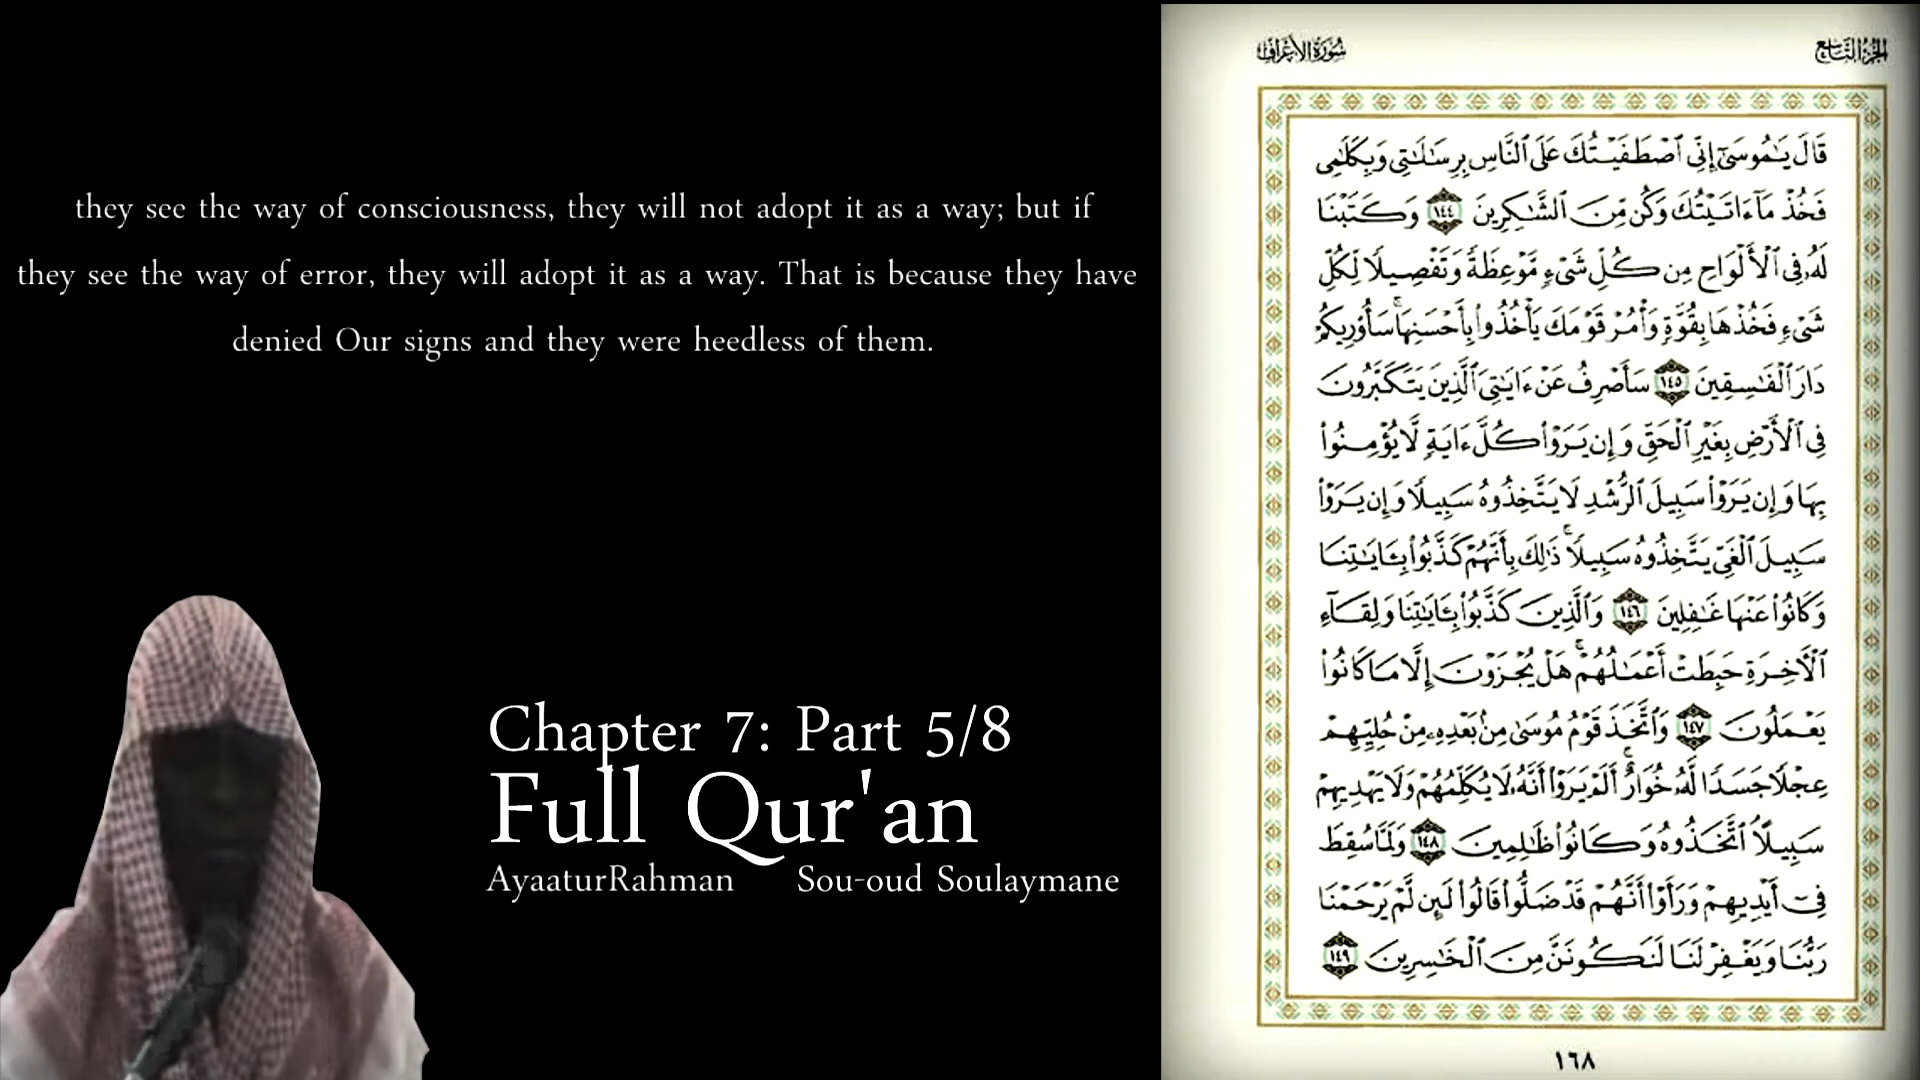 they see the way of consciousness, they will not adopt it as a way; but if
they see the way of error, they will adopt it as a way. That is because they have
denied Our signs and they were heedless of them.
Chapter 7: Part 5/8
Full Qur'an
AyaaturRahman Sou-oud Soulaymane
الجزء التاسع
سورة الأعراف
قَالَ يَـٰمُوسَىٰٓ إِنِّى ٱصْطَفَيْتُكَ عَلَى ٱلنَّاسِ بِرِسَـٰلَـٰتِى وَبِكَلَـٰمِى
فَخُذْ مَآ ءَاتَيْتُكَ وَكُن مِّنَ ٱلشَّـٰكِرِينَ ١٤٤ وَكَتَبْنَا
لَهُۥ فِى ٱلْأَلْوَاحِ مِن كُلِّ شَىْءٍ مَّوْعِظَةً وَتَفْصِيلًا لِّكُلِّ
شَىْءٍ فَخُذْهَا بِقُوَّةٍ وَأْمُرْ قَوْمَكَ يَأْخُذُوا۟ بِأَحْسَنِهَا ۚ سَأُو۟رِيكُمْ
دَارَ ٱلْفَـٰسِقِينَ ١٤٥ سَأَصْرِفُ عَنْ ءَايَـٰتِىَ ٱلَّذِينَ يَتَكَبَّرُونَ
فِى ٱلْأَرْضِ بِغَيْرِ ٱلْحَقِّ وَإِن يَرَوْا۟ كُلَّ ءَايَةٍ لَّا يُؤْمِنُوا۟
بِهَا وَإِن يَرَوْا۟ سَبِيلَ ٱلرُّشْدِ لَا يَتَّخِذُوهُ سَبِيلًا وَإِن يَرَوْا۟
سَبِيلَ ٱلْغَىِّ يَتَّخِذُوهُ سَبِيلًا ۚ ذَٰلِكَ بِأَنَّهُمْ كَذَّبُوا۟ بِـَٔايَـٰتِنَا
وَكَانُوا۟ عَنْهَا غَـٰفِلِينَ ١٤٦ وَٱلَّذِينَ كَذَّبُوا۟ بِـَٔايَـٰتِنَا وَلِقَآءِ
ٱلْـَٔاخِرَةِ حَبِطَتْ أَعْمَـٰلُهُمْ ۚ هَلْ يُجْزَوْنَ إِلَّا مَا كَانُوا۟
يَعْمَلُونَ ١٤٧ وَٱتَّخَذَ قَوْمُ مُوسَىٰ مِنۢ بَعْدِهِۦ مِنْ حُلِيِّهِمْ
عِجْلًا جَسَدًا لَّهُۥ خُوَارٌ ۚ أَلَمْ يَرَوْا۟ أَنَّهُۥ لَا يُكَلِّمُهُمْ وَلَا يَهْدِيهِمْ
سَبِيلًا ۘ ٱتَّخَذُوهُ وَكَانُوا۟ ظَـٰلِمِينَ ١٤٨ وَلَمَّا سُقِطَ
فِىٓ أَيْدِيهِمْ وَرَأَوْا۟ أَنَّهُمْ قَدْ ضَلُّوا۟ قَالُوا۟ لَئِن لَّمْ يَرْحَمْنَا
رَبُّنَا وَيَغْفِرْ لَنَا لَنَكُونَنَّ مِنَ ٱلْخَـٰسِرِينَ ١٤٩
١٦٨